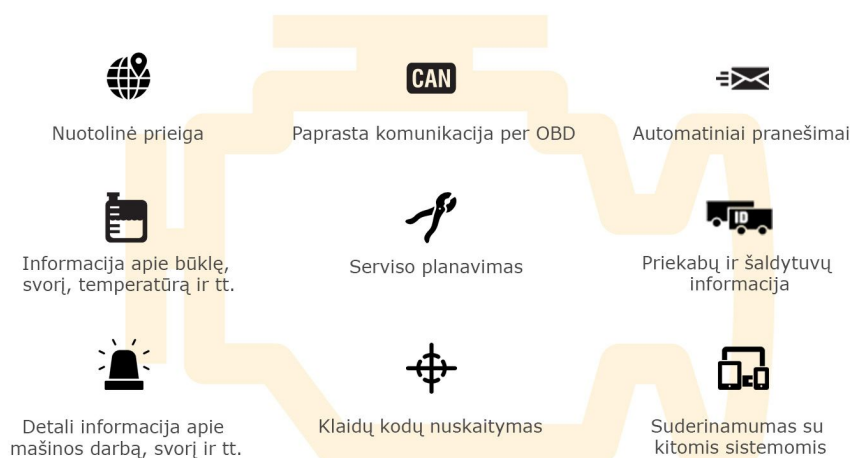 CAN
Nuotolinė prieiga
Paprasta komunikacija per OBD
Automatiniai pranešimai
ID
Informacija apie būklę,
svorį, temperatūrą ir tt.
Serviso planavimas
Priekabų ir šaldytuvų
informacija
Detali informacija apie
mašinos darbą, svorį ir tt.
Klaidų kodų nuskaitymas
Suderinamumas su
kitomis sistemomis